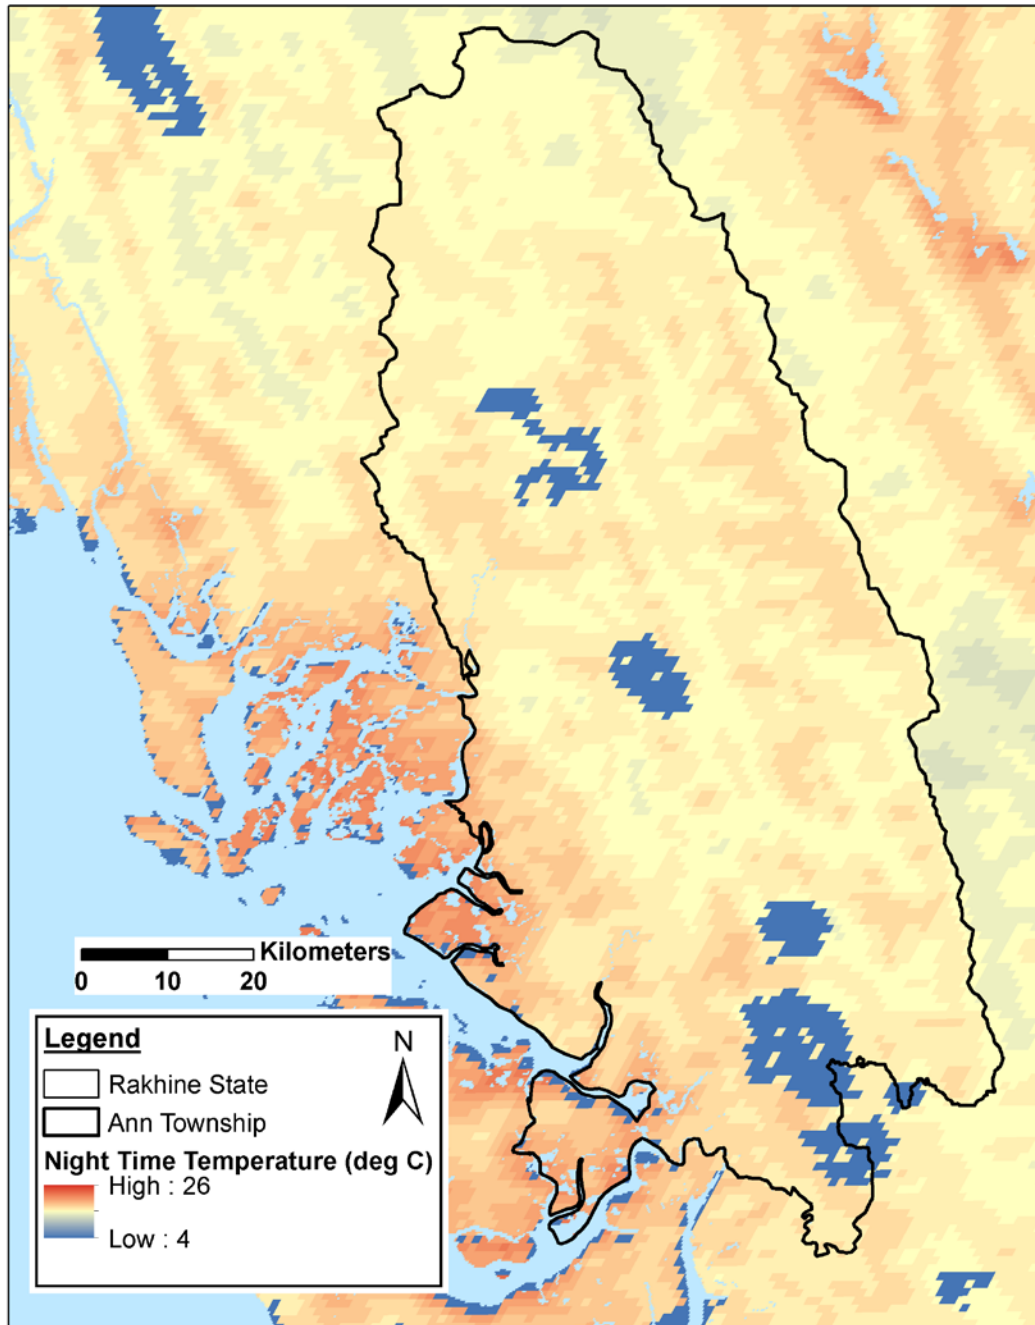 Kilometers
0 10 20
Legend
N
Rakhine State
Ann Township
Night Time Temperature (deg C)
High : 26
Low : 4